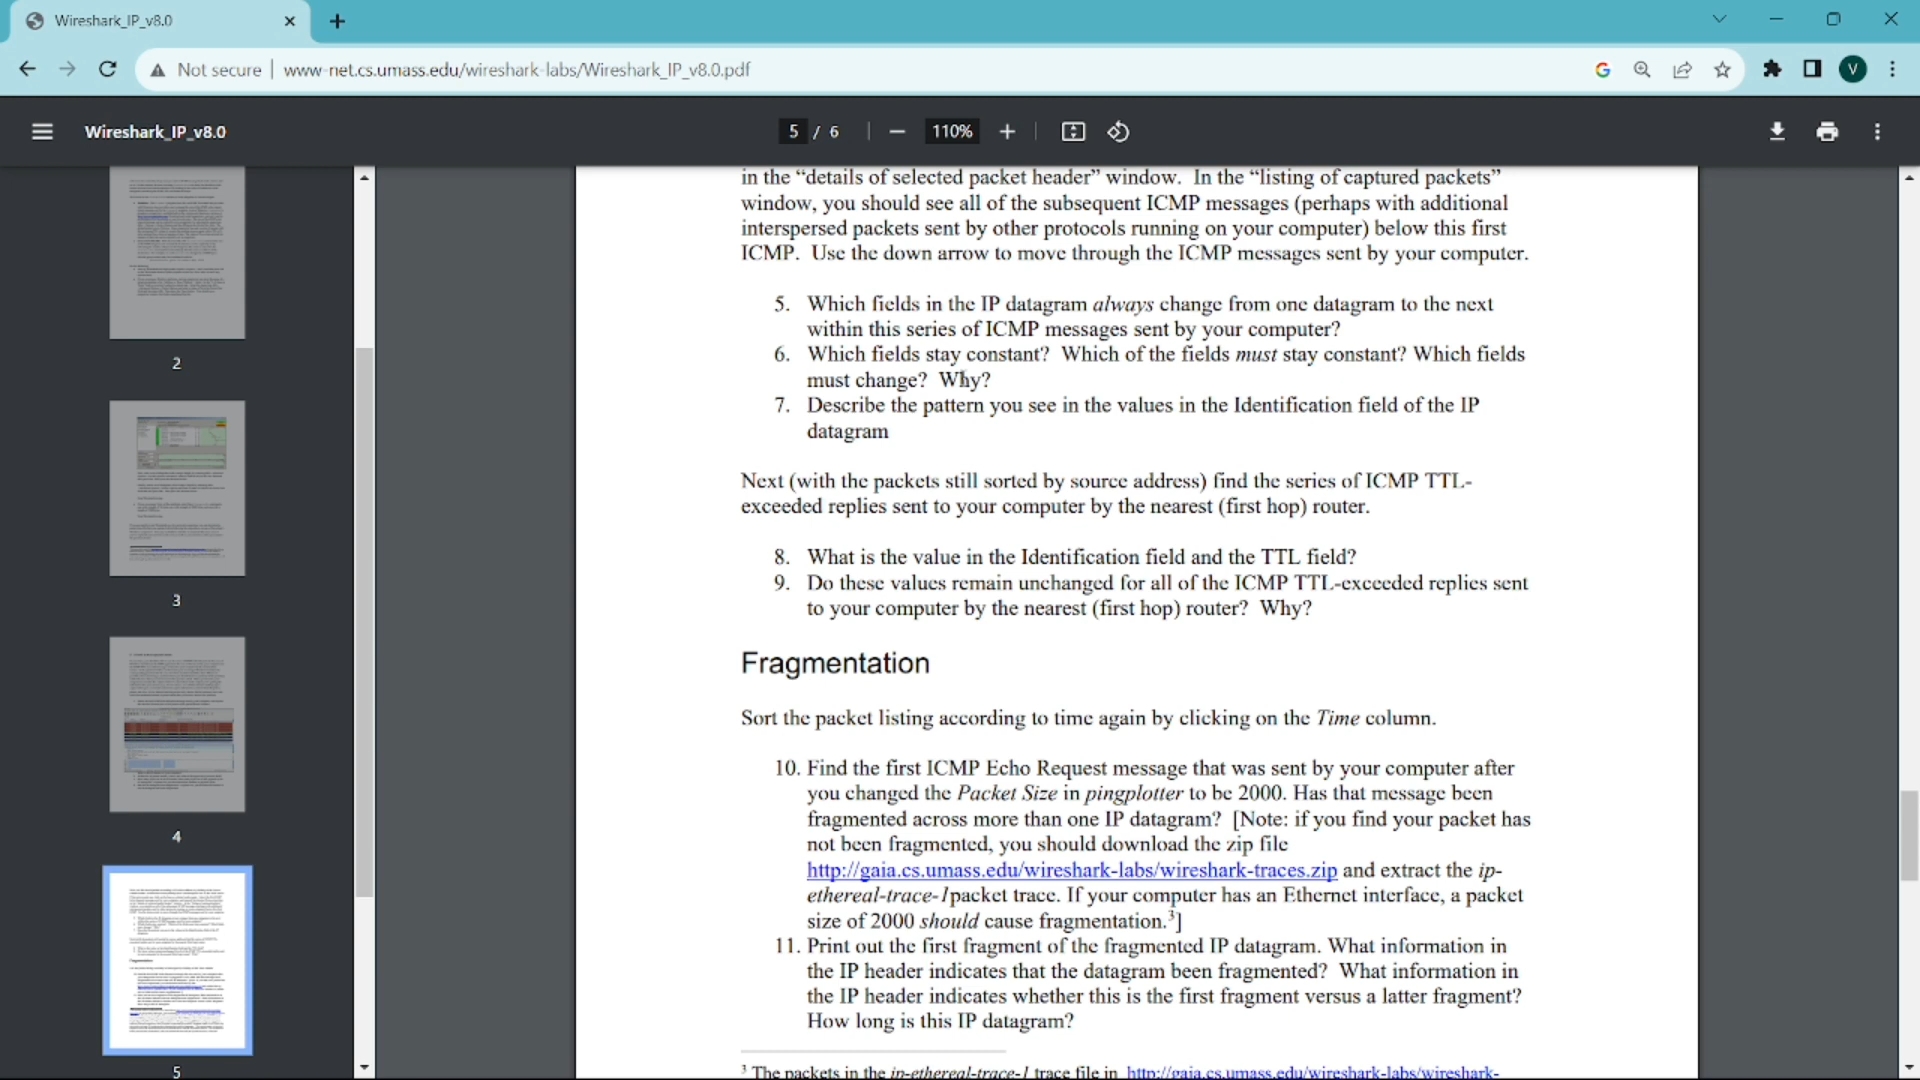 Wireshark_IP_v8.0
Not secure | www-net.cs.umass.edu/wireshark-labs/Wireshark_IP_v8.0.pdf
V
Wireshark_IP_v8.0
5 / 6
110%
2
3
4
5
in the “details of selected packet header” window.  In the “listing of captured packets”
window, you should see all of the subsequent ICMP messages (perhaps with additional
interspersed packets sent by other protocols running on your computer) below this first
ICMP.  Use the down arrow to move through the ICMP messages sent by your computer.
5. Which fields in the IP datagram always change from one datagram to the next
within this series of ICMP messages sent by your computer?
6. Which fields stay constant?  Which of the fields must stay constant? Which fields
must change?  Why?
7. Describe the pattern you see in the values in the Identification field of the IP
datagram
Next (with the packets still sorted by source address) find the series of ICMP TTL-
exceeded replies sent to your computer by the nearest (first hop) router.
8. What is the value in the Identification field and the TTL field?
9. Do these values remain unchanged for all of the ICMP TTL-exceeded replies sent
to your computer by the nearest (first hop) router?  Why?
Fragmentation
Sort the packet listing according to time again by clicking on the Time column.
10. Find the first ICMP Echo Request message that was sent by your computer after
you changed the Packet Size in pingplotter to be 2000. Has that message been
fragmented across more than one IP datagram?  [Note: if you find your packet has
not been fragmented, you should download the zip file
http://gaia.cs.umass.edu/wireshark-labs/wireshark-traces.zip and extract the ip-
ethereal-trace-1packet trace. If your computer has an Ethernet interface, a packet
size of 2000 should cause fragmentation.3]
11. Print out the first fragment of the fragmented IP datagram. What information in
the IP header indicates that the datagram been fragmented?  What information in
the IP header indicates whether this is the first fragment versus a latter fragment?
How long is this IP datagram?
3 The packets in the ip-ethereal-trace-1 trace file in http://gaia.cs.umass.edu/wireshark-labs/wireshark-